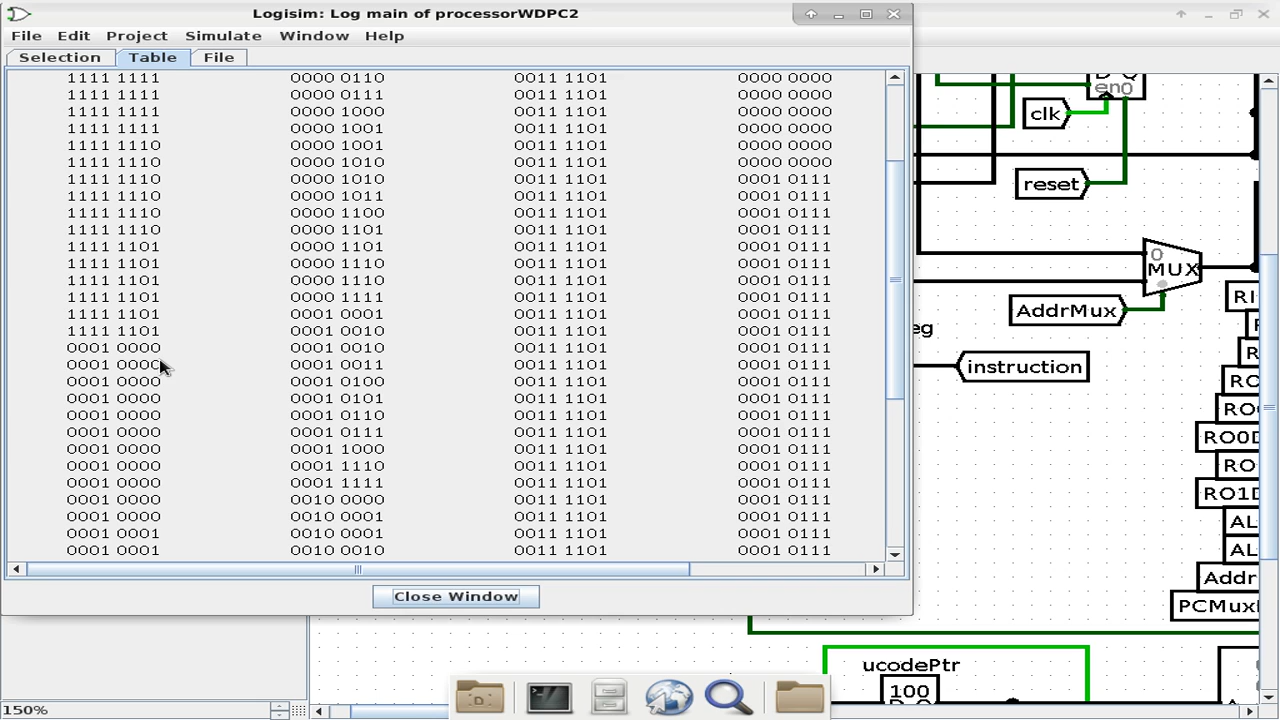 Logisim: Log main of processorWDPC2
File Edit Project Simulate Window Help
Selection Table File
1111 1111 0000 0110 0011 1101 0000 0000
1111 1111 0000 0111 0011 1101 0000 0000
1111 1111 0000 1000 0011 1101 0000 0000
1111 1111 0000 1001 0011 1101 0000 0000
1111 1110 0000 1001 0011 1101 0000 0000
1111 1110 0000 1010 0011 1101 0000 0000
1111 1110 0000 1010 0011 1101 0001 0111
1111 1110 0000 1011 0011 1101 0001 0111
1111 1110 0000 1100 0011 1101 0001 0111
1111 1110 0000 1101 0011 1101 0001 0111
1111 1101 0000 1101 0011 1101 0001 0111
1111 1101 0000 1110 0011 1101 0001 0111
1111 1101 0000 1110 0011 1101 0001 0111
1111 1101 0000 1111 0011 1101 0001 0111
1111 1101 0001 0001 0011 1101 0001 0111
1111 1101 0001 0010 0011 1101 0001 0111
0001 0000 0001 0010 0011 1101 0001 0111
0001 0000 0001 0011 0011 1101 0001 0111
0001 0000 0001 0100 0011 1101 0001 0111
0001 0000 0001 0101 0011 1101 0001 0111
0001 0000 0001 0110 0011 1101 0001 0111
0001 0000 0001 0111 0011 1101 0001 0111
0001 0000 0001 1000 0011 1101 0001 0111
0001 0000 0001 1110 0011 1101 0001 0111
0001 0000 0001 1111 0011 1101 0001 0111
0001 0000 0010 0000 0011 1101 0001 0111
0001 0000 0010 0001 0011 1101 0001 0111
0001 0001 0010 0001 0011 1101 0001 0111
0001 0001 0010 0010 0011 1101 0001 0111
Close Window
en0
clk
reset
0
MUX
AddrMux
eg
instruction
RI
R
RO
RO
RO0D
RO
RO1D
AL
AL
Addr
PCMux
ucodePtr
100
D Q
150%